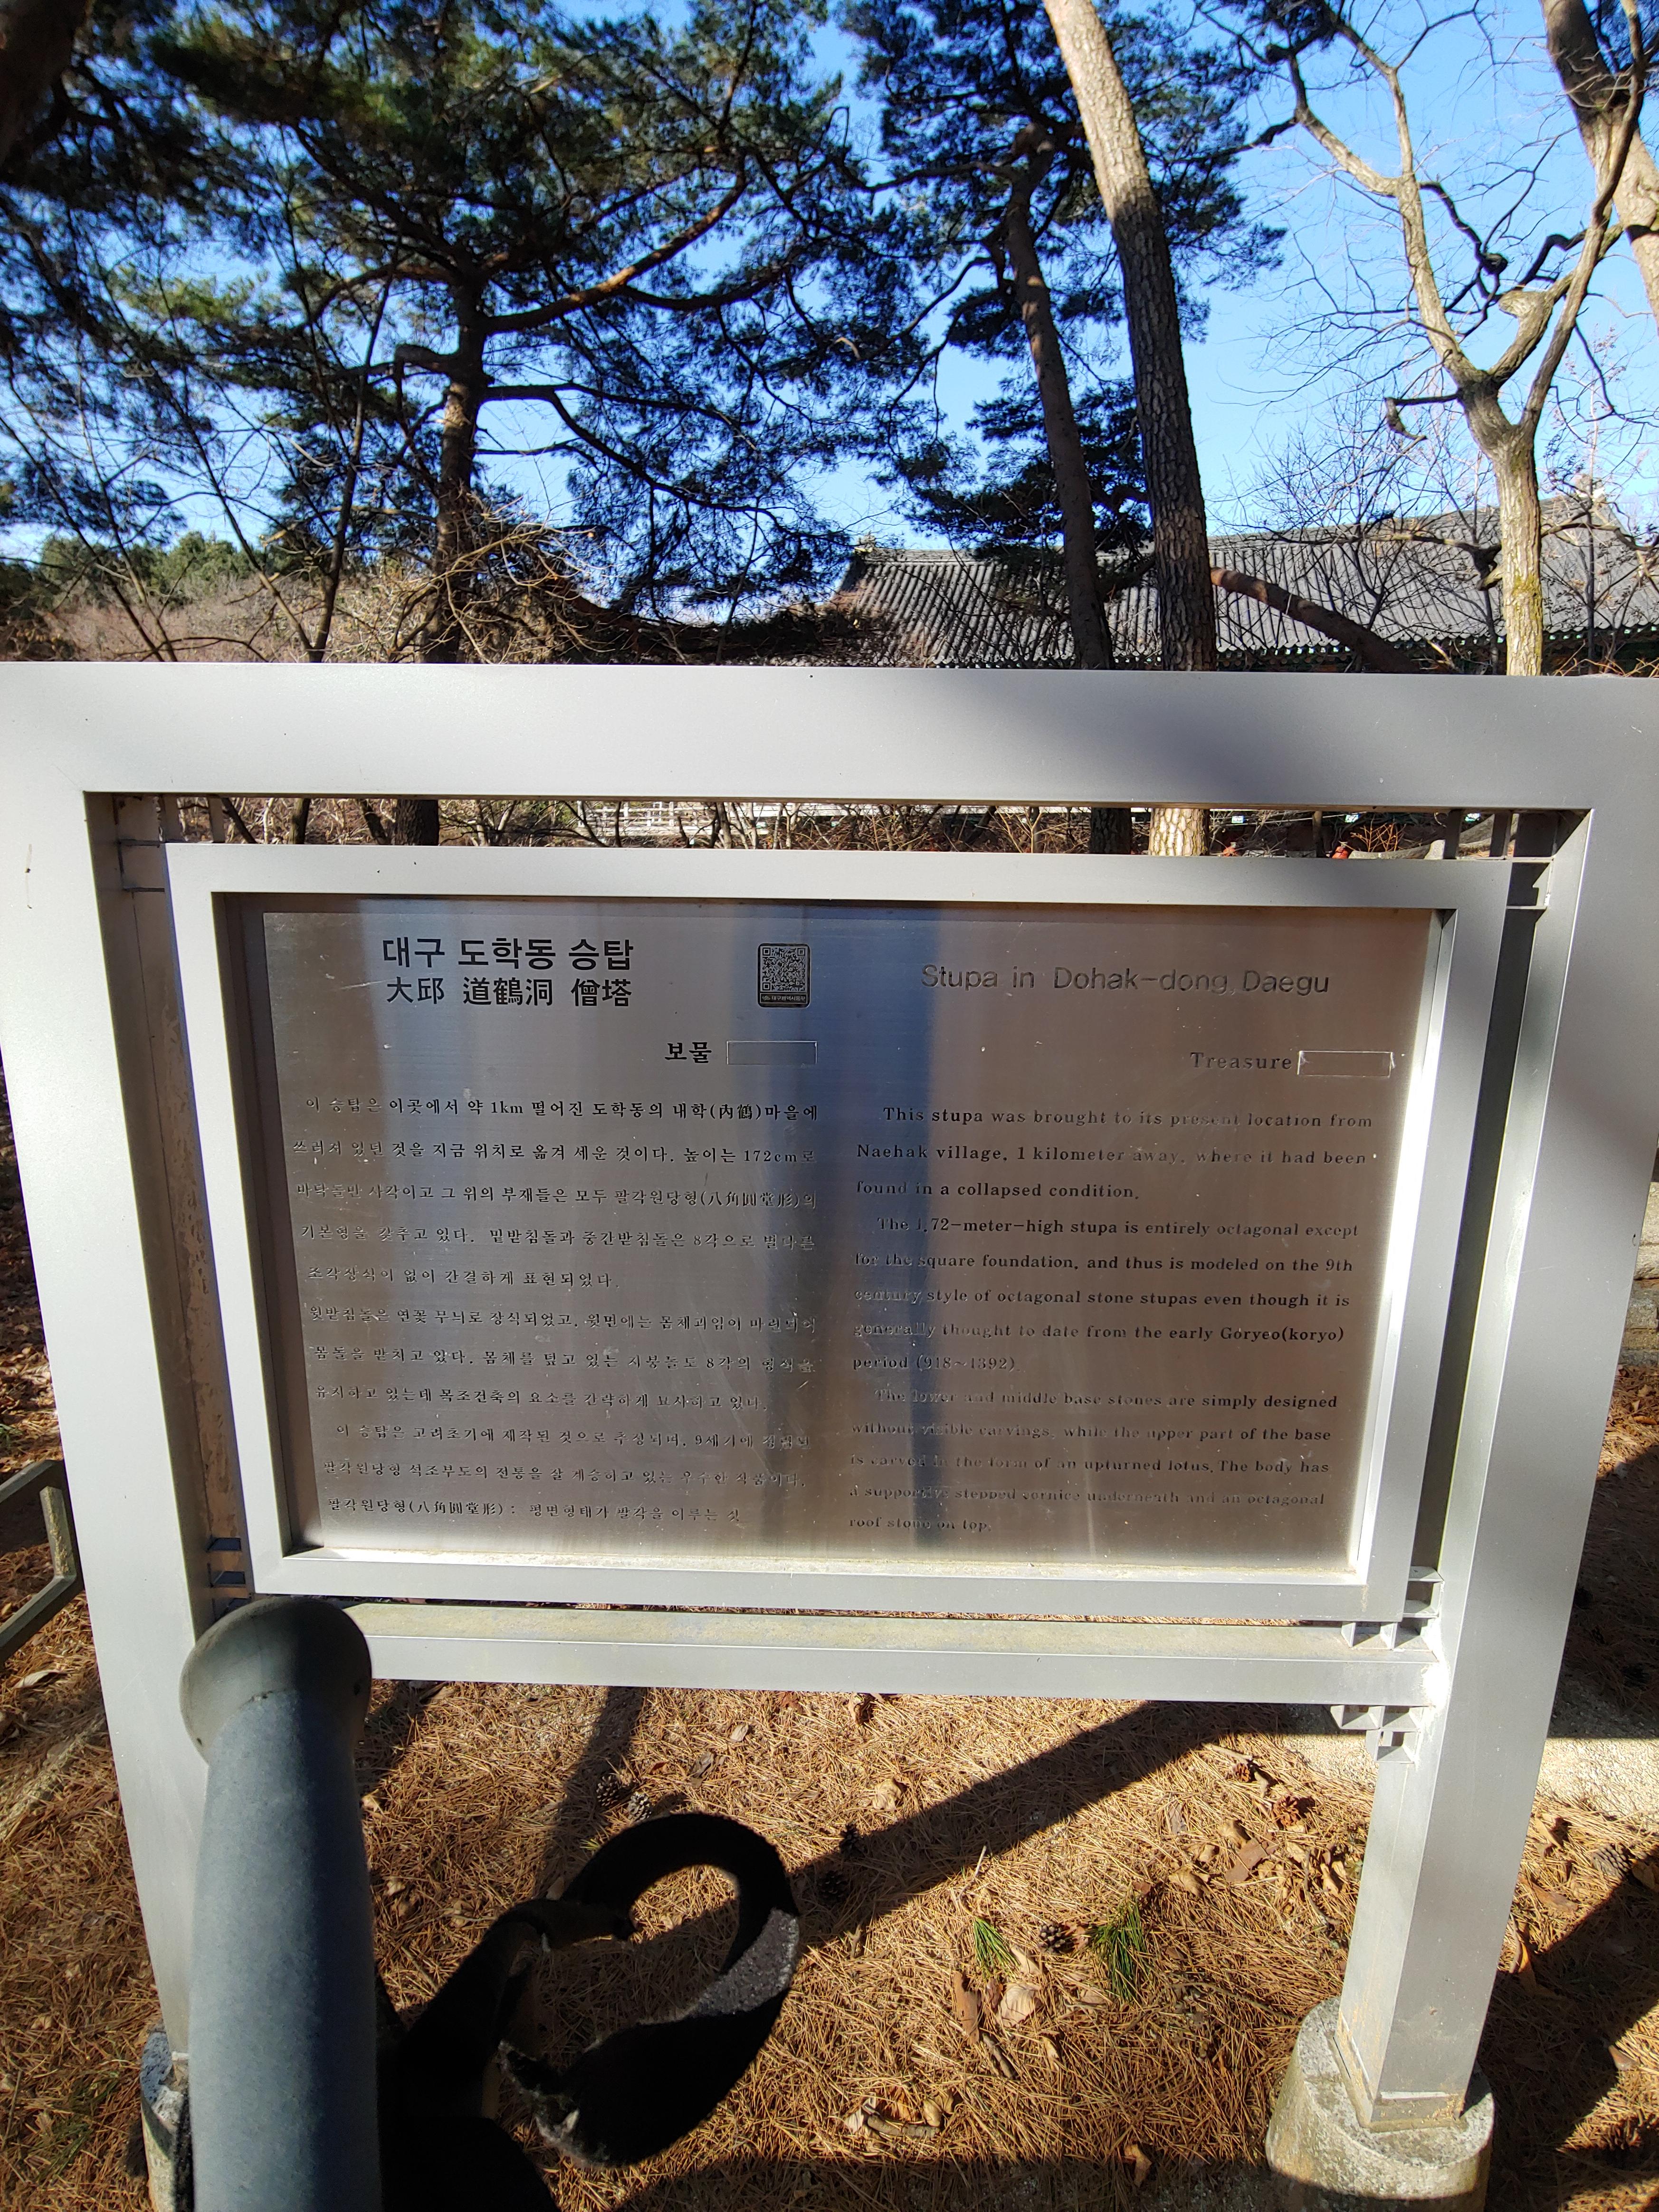 대구 도학동 승탑
大邱 道鶴洞 僧塔
보물
이 승탑은 이곳에서 약 1km 떨어진 도학동의 내학(內鶴)마을에
쓰러져 있던 것을 지금 위치로 옮겨 세운 것이다. 높이는 172cm로
바닥돌만 사각이고 그 위의 부재들은 모두 팔각원당형(八角圓堂形)의
기본형을 갖추고 있다. 밑받침돌과 중간받침돌은 8각으로 별다른
조각장식이 없이 간결하게 표현되었다.
윗받침돌은 연꽃 무늬로 장식되었고, 윗면에는 몸체괴임이 마련되어
몸돌을 받치고 있다. 몸체를 덮고 있는 지붕돌도 8각의 형식을
유지하고 있는데 목조건축의 요소를 간략하게 묘사하고 있다.
이 승탑은 고려초기에 제작된 것으로 추정되며, 9세기에 정립된
팔각원당형 석조부도의 전통을 잘 계승하고 있는 우수한 작품이다.
팔각원당형(八角圓堂形) : 평면형태가 팔각을 이루는 것
Stupa in Dohak-dong, Daegu
Treasure
This stupa was brought to its present location from
Naehak village, 1 kilometer away, where it had been
found in a collapsed condition.
The 1.72-meter-high stupa is entirely octagonal except
for the square foundation, and thus is modeled on the 9th
century style of octagonal stone stupas even though it is
generally thought to date from the early Goryeo(koryo)
period (918~1392).
The lower and middle base stones are simply designed
without visible carvings, while the upper part of the base
is carved in the form of an upturned lotus. The body has
a supportive stepped cornice underneath and an octagonal
roof stone on top.